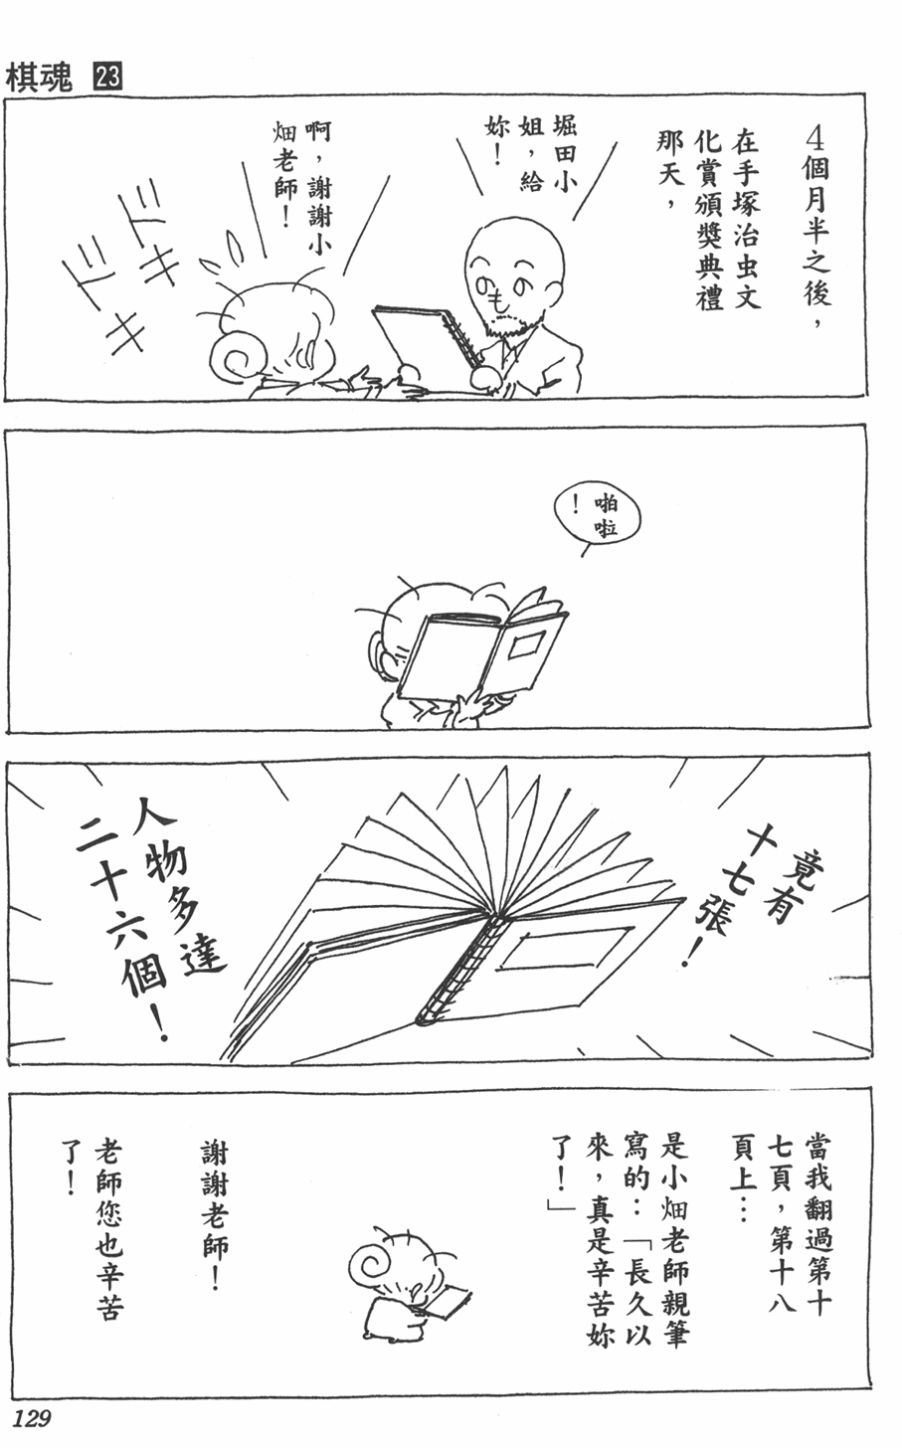 棋魂 23
4個月半之後，
在手塚治虫文
化賞頒獎典禮
那天，
堀田小
姐，給
妳！
啊，謝謝小
畑老師！
ドキ
ドキ
啪啦
！
竟有
十七張！
人物多達
二十六個！
當我翻過第十
七頁，第十八
頁上…
是小畑老師親筆
寫的：「長久以
來，真是辛苦妳
了！」
謝謝老師！
老師您也辛苦
了！
129